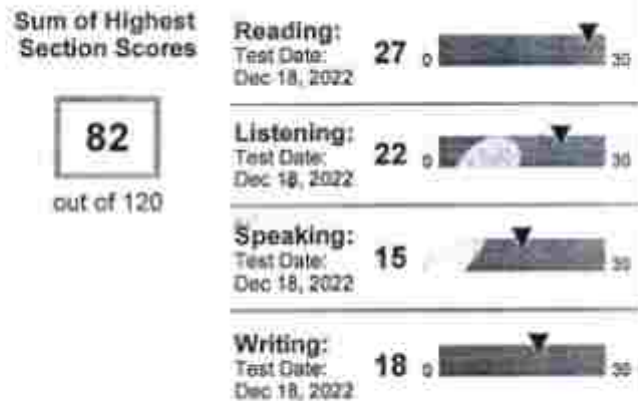 Sum of Highest
Section Scores
82
out of 120
Reading:
Test Date:
Dec 18, 2022
27
0
30
Listening:
Test Date:
Dec 18, 2022
22
0
30
Speaking:
Test Date:
Dec 18, 2022
15
30
Writing:
Test Date:
Dec 18, 2022
18
0
30